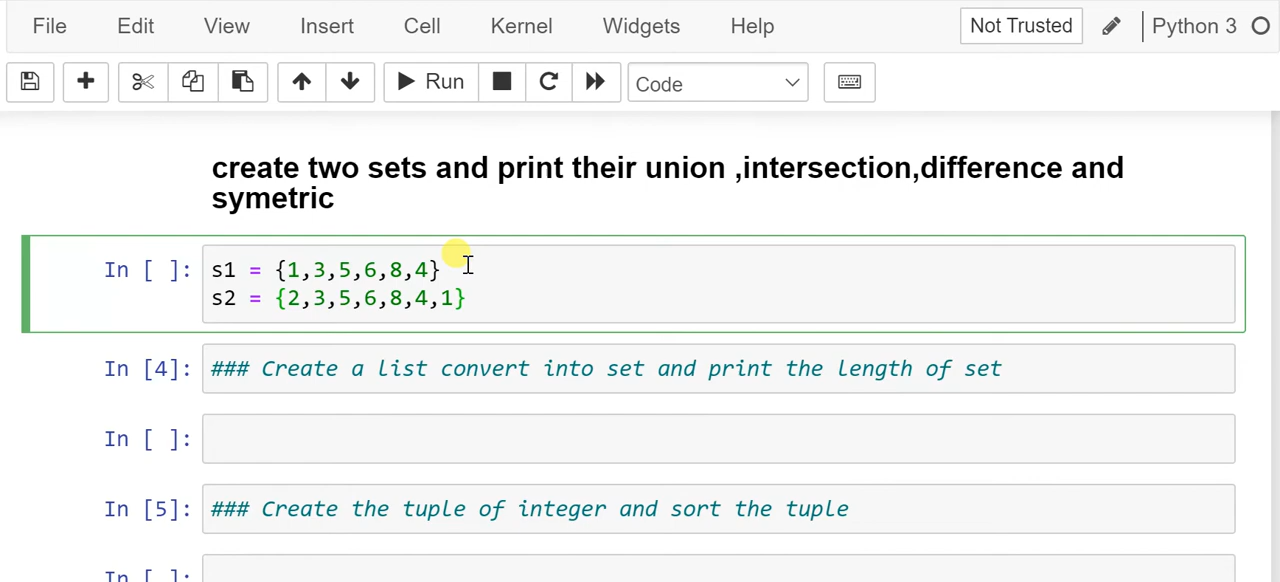 File Edit View Insert Cell Kernel Widgets Help Not Trusted Python 3
Run Code
create two sets and print their union ,intersection,difference and
symetric
In [ ]: s1 = {1,3,5,6,8,4}
s2 = {2,3,5,6,8,4,1}
In [4]: ### Create a list convert into set and print the length of set
In [ ]:
In [5]: ### Create the tuple of integer and sort the tuple
In [ ]: